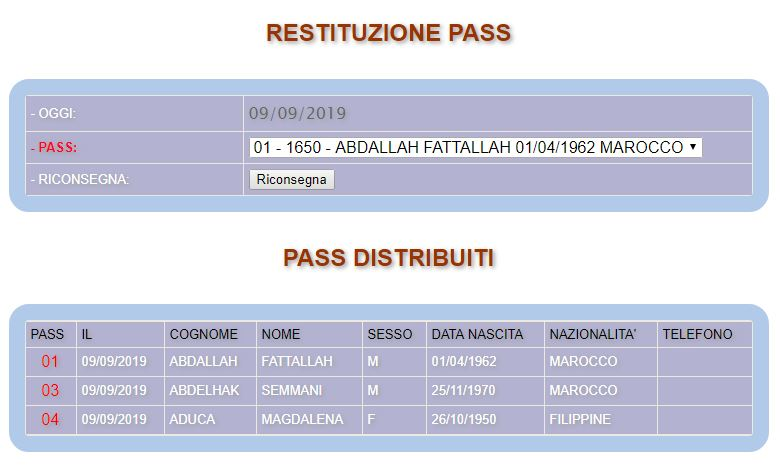 RESTITUZIONE PASS
- OGGI: 09/09/2019
- PASS: 01 - 1650 - ABDALLAH FATTALLAH 01/04/1962 MAROCCO
- RICONSEGNA: Riconsegna
PASS DISTRIBUITI
PASS IL COGNOME NOME SESSO DATA NASCITA NAZIONALITA' TELEFONO
01 09/09/2019 ABDALLAH FATTALLAH M 01/04/1962 MAROCCO
03 09/09/2019 ABDELHAK SEMMANI M 25/11/1970 MAROCCO
04 09/09/2019 ADUCA MAGDALENA F 26/10/1950 FILIPPINE